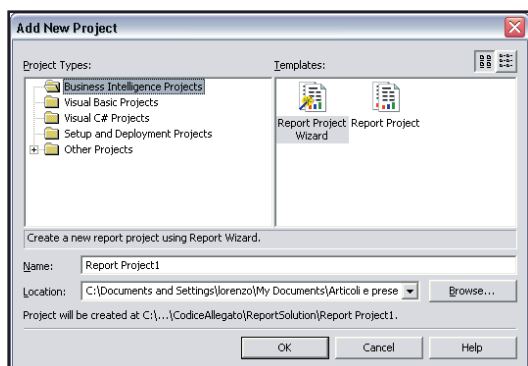 Add New Project
Project Types:
Templates:
Business Intelligence Projects
Visual Basic Projects
Visual C# Projects
Setup and Deployment Projects
Other Projects
Report Project Wizard
Report Project
Create a new report project using Report Wizard.
Name:
Report Project1
Location:
C:\Documents and Settings\lorenzo\My Documents\Articoli e prese
Browse...
Project will be created at C:\...\CodiceAllegato\ReportSolution\Report Project1.
OK
Cancel
Help